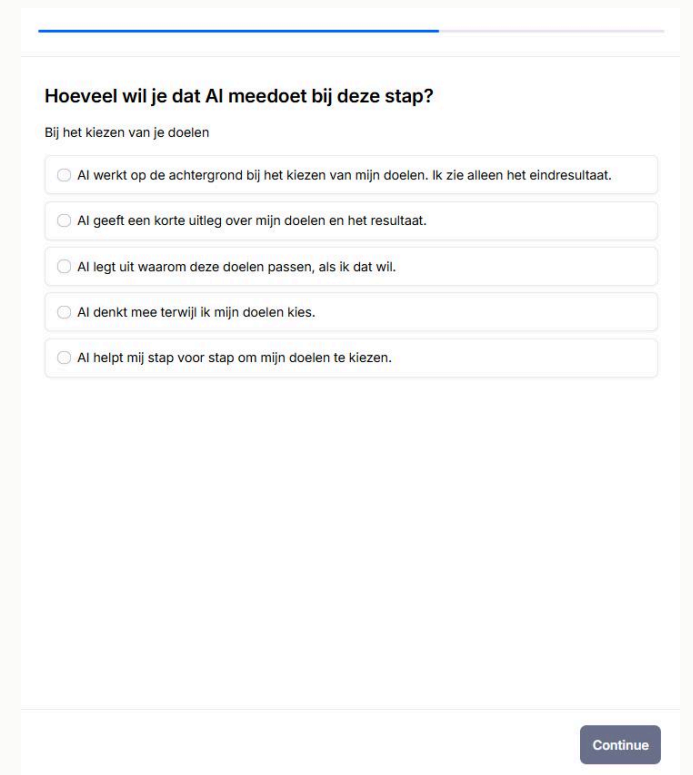 Hoeveel wil je dat AI meedoet bij deze stap?
Bij het kiezen van je doelen
AI werkt op de achtergrond bij het kiezen van mijn doelen. Ik zie alleen het eindresultaat.
AI geeft een korte uitleg over mijn doelen en het resultaat.
AI legt uit waarom deze doelen passen, als ik dat wil.
AI denkt mee terwijl ik mijn doelen kies.
AI helpt mij stap voor stap om mijn doelen te kiezen.
Continue